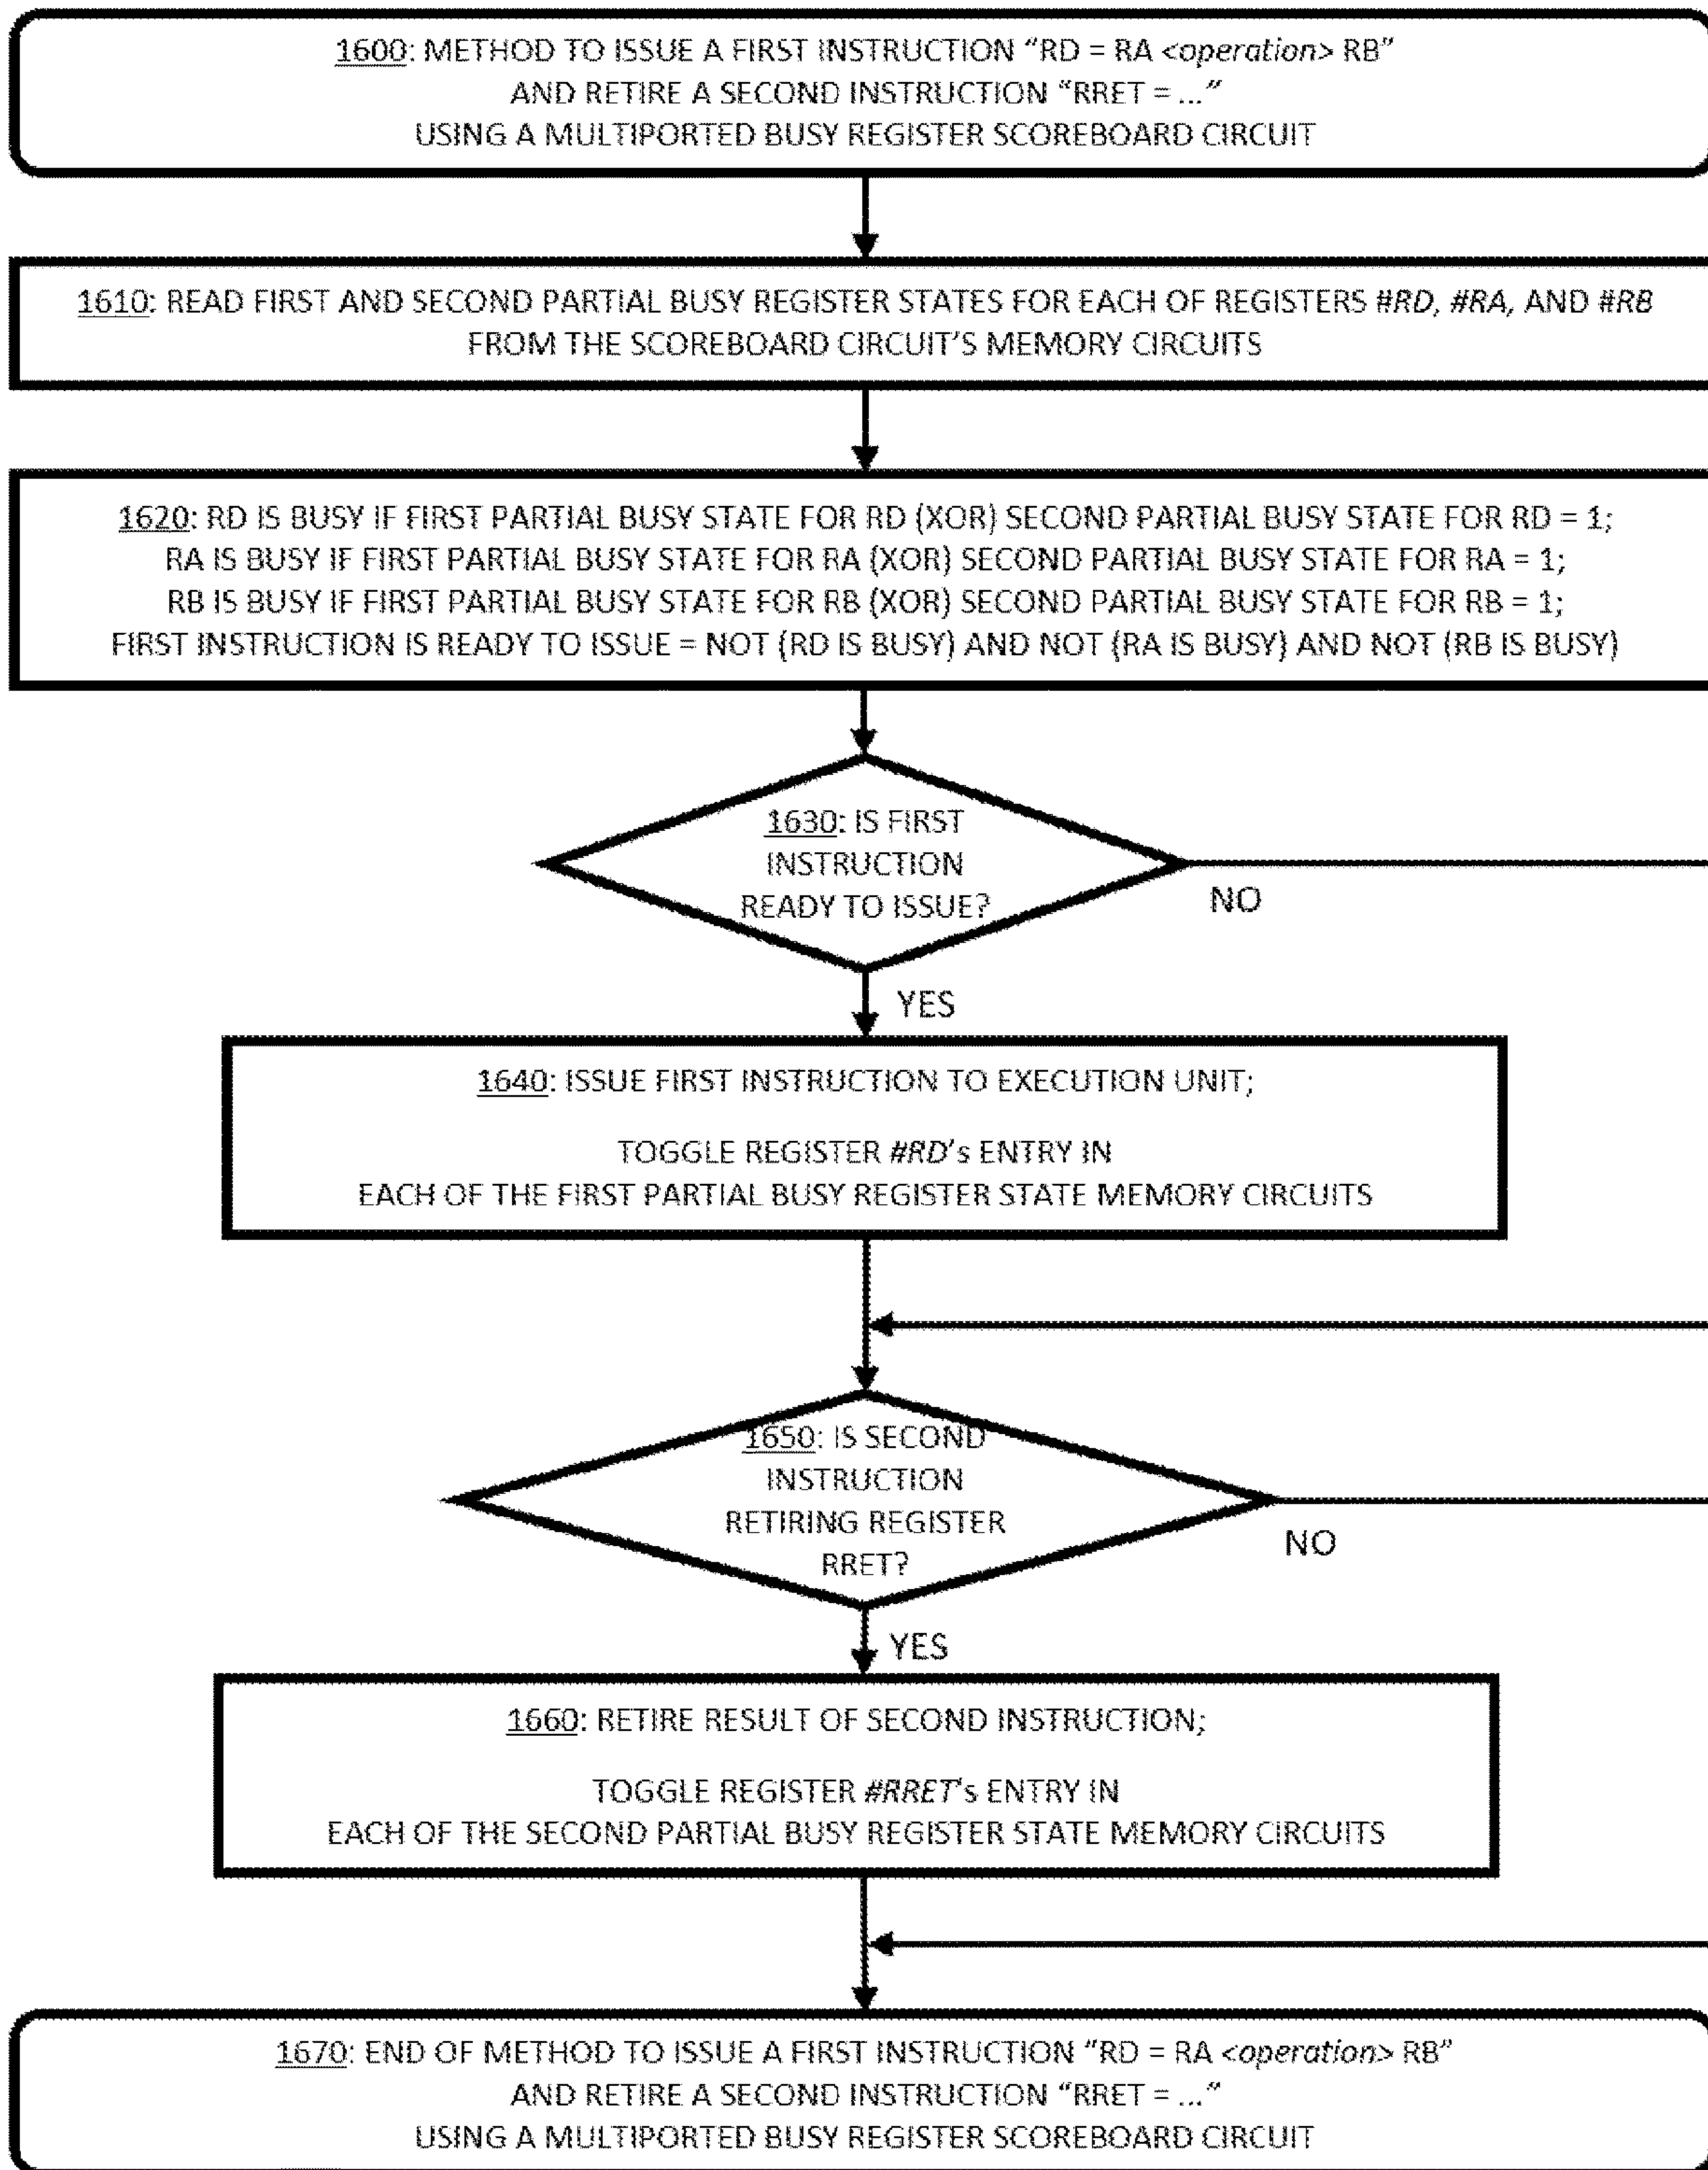 1600: METHOD TO ISSUE A FIRST INSTRUCTION “RD = RA <operation> RB”
AND RETIRE A SECOND INSTRUCTION “RRET = ...”
USING A MULTIPORTED BUSY REGISTER SCOREBOARD CIRCUIT
1610: READ FIRST AND SECOND PARTIAL BUSY REGISTER STATES FOR EACH OF REGISTERS #RD, #RA, AND #RB
FROM THE SCOREBOARD CIRCUIT'S MEMORY CIRCUITS
1620: RD IS BUSY IF FIRST PARTIAL BUSY STATE FOR RD (XOR) SECOND PARTIAL BUSY STATE FOR RD = 1;
RA IS BUSY IF FIRST PARTIAL BUSY STATE FOR RA (XOR) SECOND PARTIAL BUSY STATE FOR RA = 1;
RB IS BUSY IF FIRST PARTIAL BUSY STATE FOR RB (XOR) SECOND PARTIAL BUSY STATE FOR RB = 1;
FIRST INSTRUCTION IS READY TO ISSUE = NOT (RD IS BUSY) AND NOT (RA IS BUSY) AND NOT (RB IS BUSY)
1630: IS FIRST
INSTRUCTION
READY TO ISSUE?
NO
YES
1640: ISSUE FIRST INSTRUCTION TO EXECUTION UNIT;
TOGGLE REGISTER #RD's ENTRY IN
EACH OF THE FIRST PARTIAL BUSY REGISTER STATE MEMORY CIRCUITS
1650: IS SECOND
INSTRUCTION
RETIRING REGISTER
RRET?
NO
YES
1660: RETIRE RESULT OF SECOND INSTRUCTION;
TOGGLE REGISTER #RRET's ENTRY IN
EACH OF THE SECOND PARTIAL BUSY REGISTER STATE MEMORY CIRCUITS
1670: END OF METHOD TO ISSUE A FIRST INSTRUCTION “RD = RA <operation> RB”
AND RETIRE A SECOND INSTRUCTION “RRET = ...”
USING A MULTIPORTED BUSY REGISTER SCOREBOARD CIRCUIT